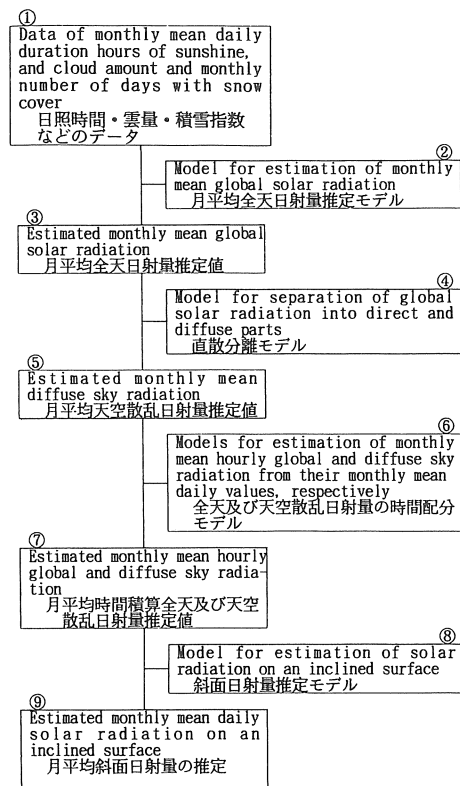 ①
Data of monthly mean daily
duration hours of sunshine,
and cloud amount and monthly
number of days with snow
cover
日照時間・雲量・積雪指数
などのデータ
②
Model for estimation of monthly
mean global solar radiation
月平均全天日射量推定モデル
③
Estimated monthly mean global
solar radiation
月平均全天日射量推定値
④
Model for separation of global
solar radiation into direct and
diffuse parts
直散分離モデル
⑤
Estimated monthly mean
diffuse sky radiation
月平均天空散乱日射量推定値
⑥
Models for estimation of monthly
mean hourly global and diffuse sky
radiation from their monthly mean
daily values, respectively
全天及び天空散乱日射量の時間配分
モデル
⑦
Estimated monthly mean hourly
global and diffuse sky radia-
tion
月平均時間積算全天及び天空
散乱日射量推定値
⑧
Model for estimation of solar
radiation on an inclined surface
斜面日射量推定モデル
⑨
Estimated monthly mean daily
solar radiation on an
inclined surface
月平均斜面日射量の推定